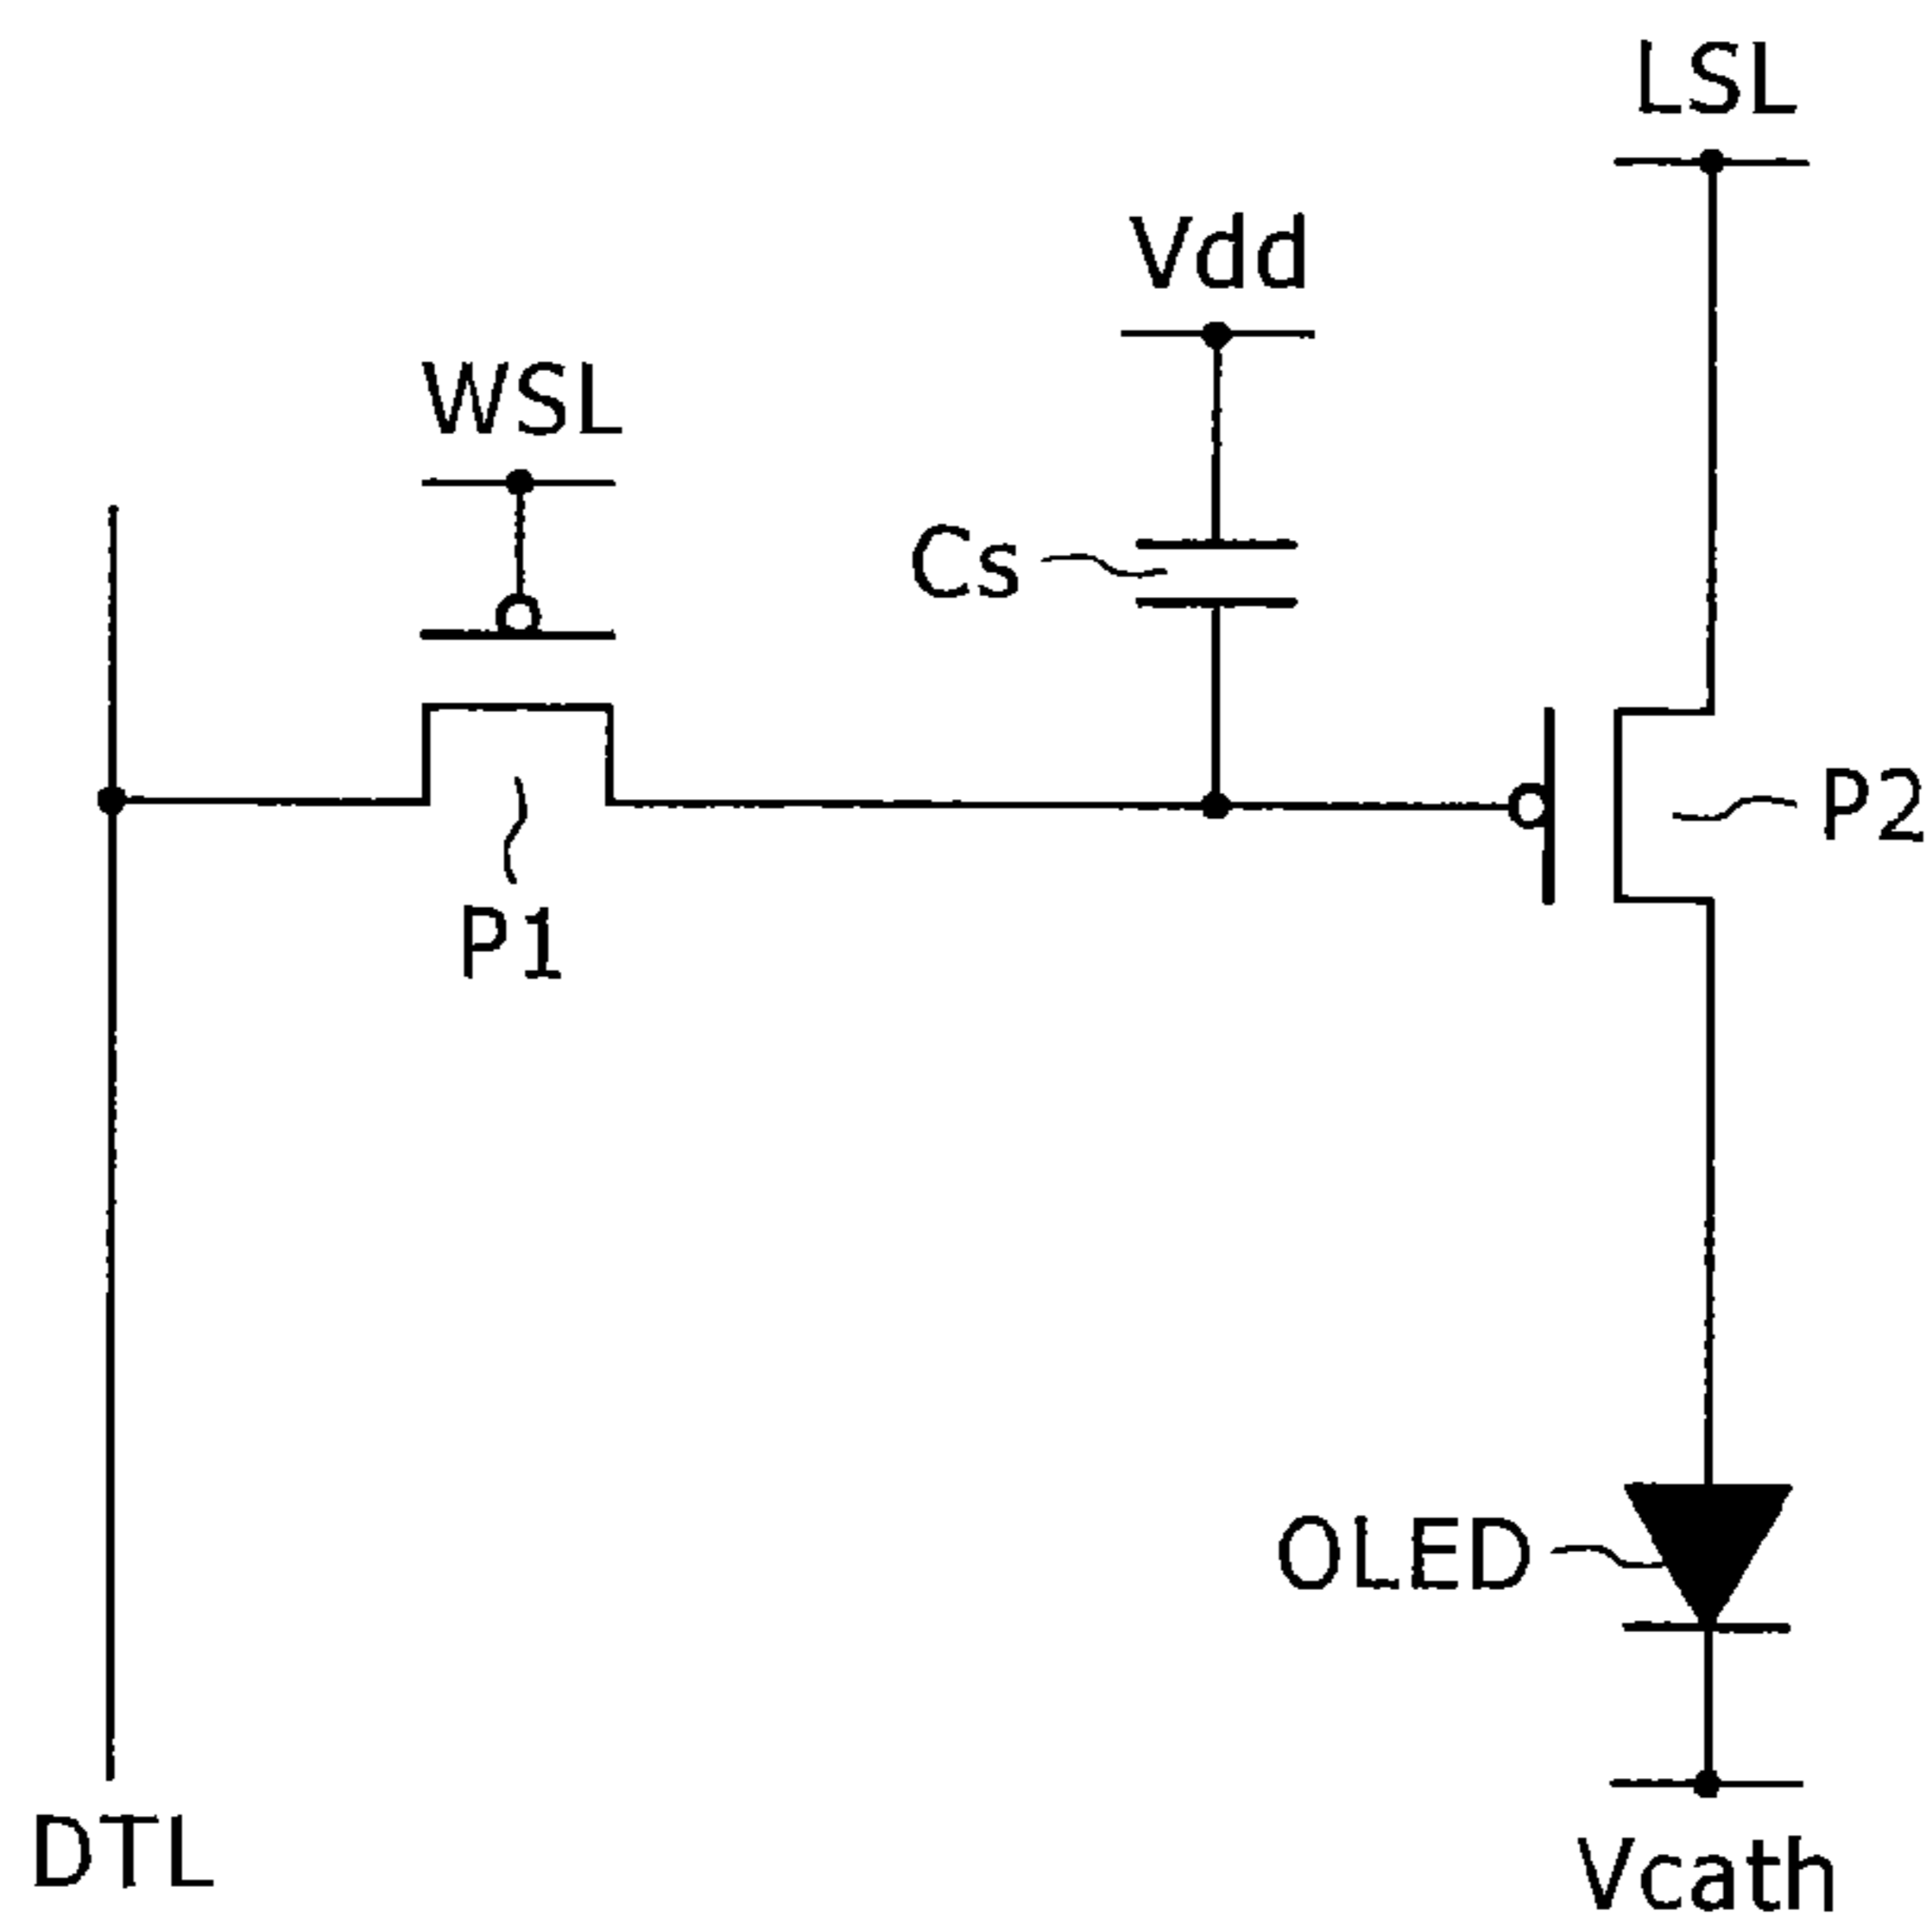 LSL
Vdd
WSL
Cs
P2
P1
OLED
DTL
Vcath